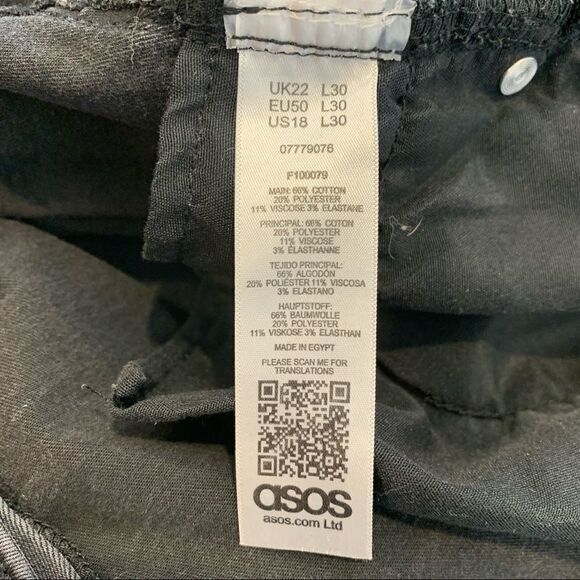 UK22 L30
EU50 L30
US18 L30
07779076
F100079
MAIN: 66% COTTON
20% POLYESTER
11% VISCOSE 3% ELASTANE
PRINCIPAL: 66% COTON
20% POLYESTER
11% VISCOSE
3% ELASTHANNE
TEJIDO PRINCIPAL:
66% ALGODÓN
20% POLIÉSTER 11% VISCOSA
3% ELASTANO
HAUPTSTOFF:
66% BAUMWOLLE
20% POLYESTER
11% VISKOSE 3% ELASTHAN
MADE IN EGYPT
PLEASE SCAN ME FOR
TRANSLATIONS
asos
asos.com Ltd